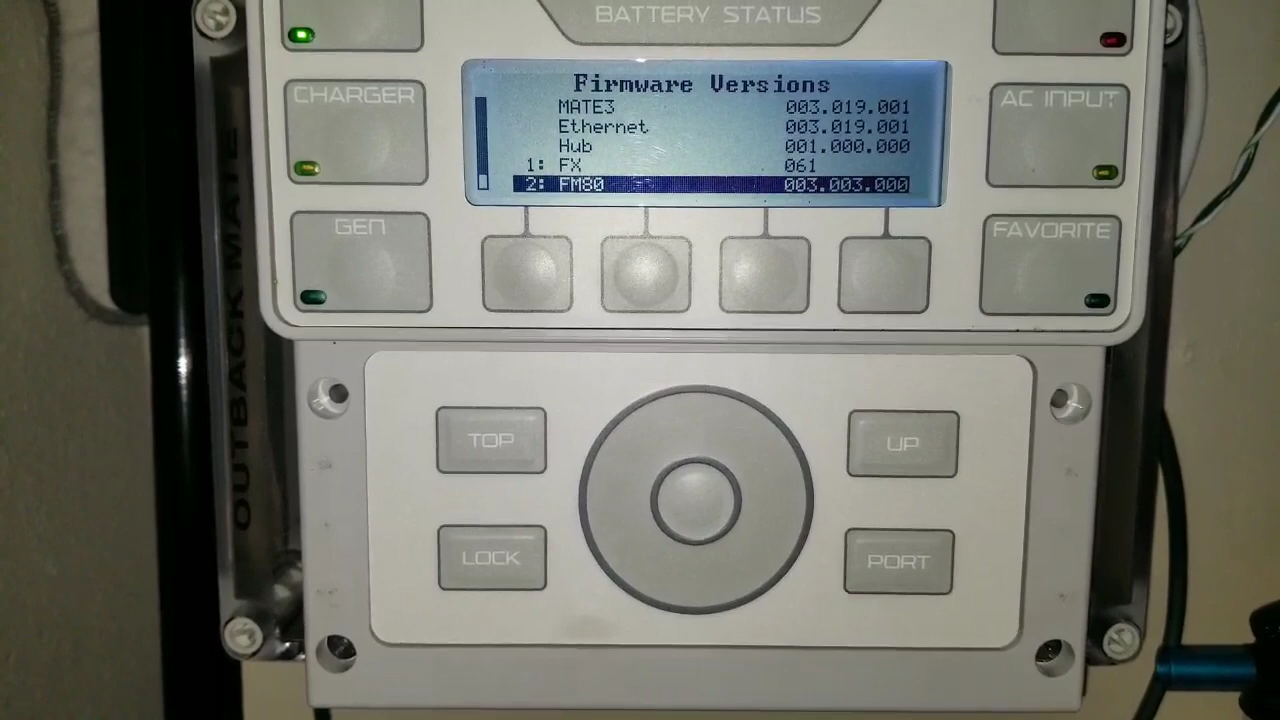 BATTERY STATUS
CHARGER
AC INPUT
GEN
FAVORITE
Firmware Versions
MATE3 003.019.001
Ethernet 003.019.001
Hub 001.000.000
1: FX 061
2: FM80 003.003.000
TOP
UP
LOCK
PORT
OUTBACK MATE